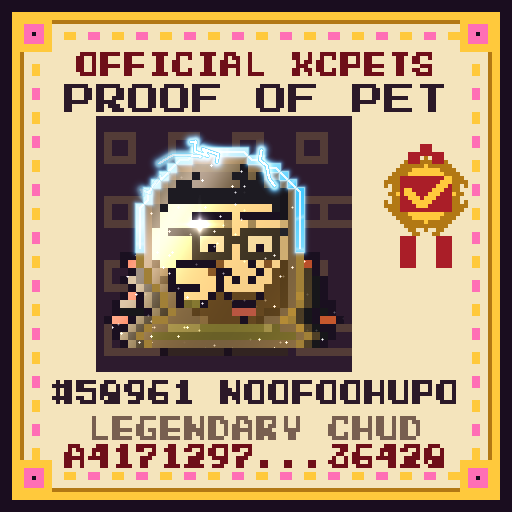 OFFICIAL XCPETS
PROOF OF PET
#50961 NOOFOOHUPO
LEGENDARY CHUD
A4171297...36420